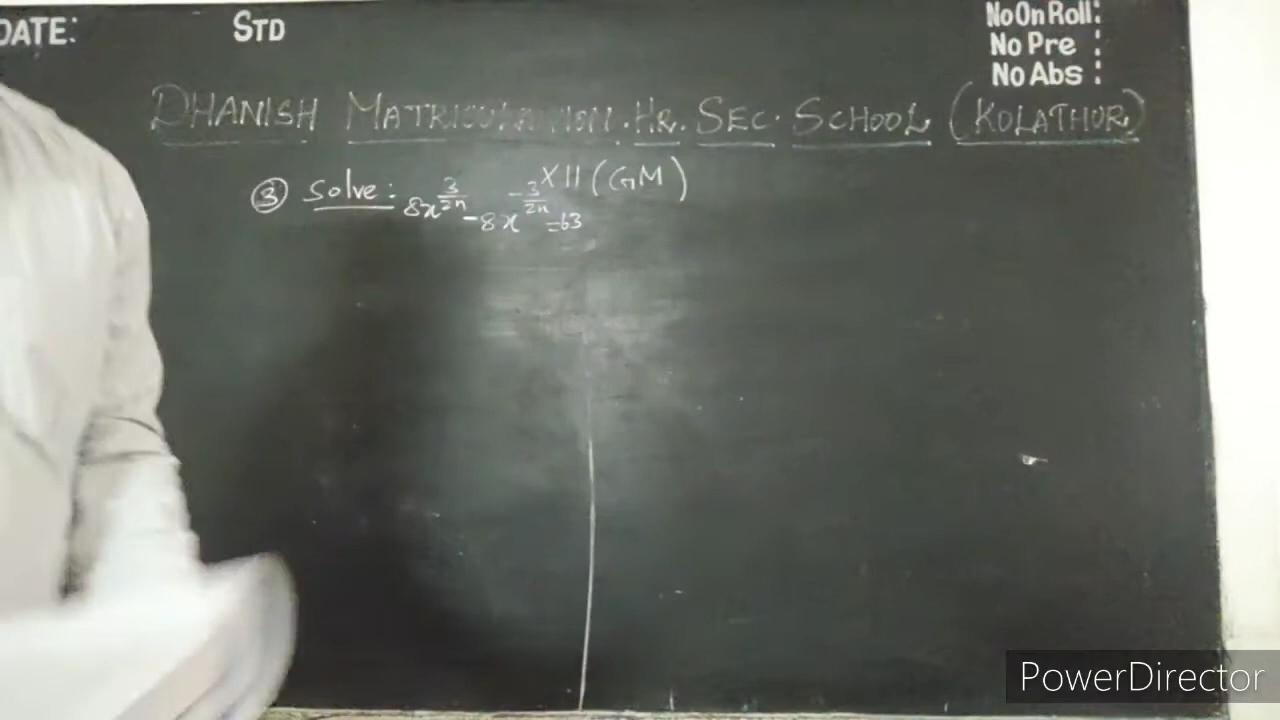 DATE:
STD
No On Roll:
No Pre :
No Abs :
DHANISH MATRICULATION. HR. SEC. SCHOOL (KOLATHUR)
XII (GM)
③ Solve: 8x^{3/2n} - 8x^{-3/2n} = 63
PowerDirector